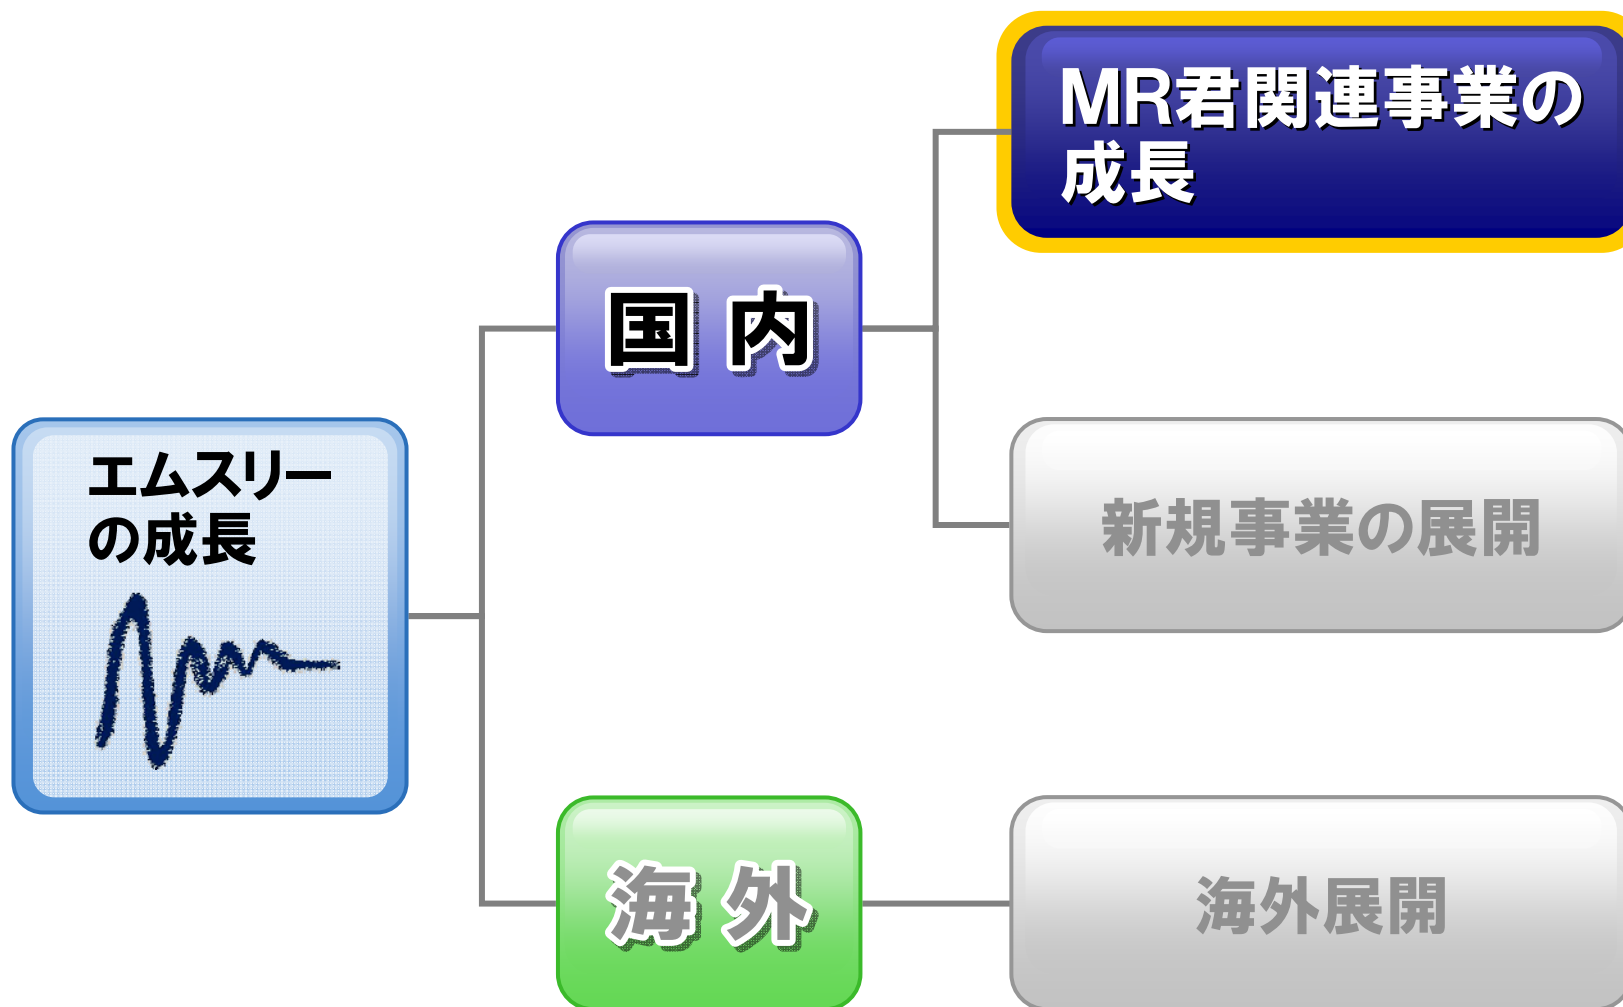 MR君関連事業の
成長
国内
エムスリー
の成長
新規事業の展開
海外
海外展開